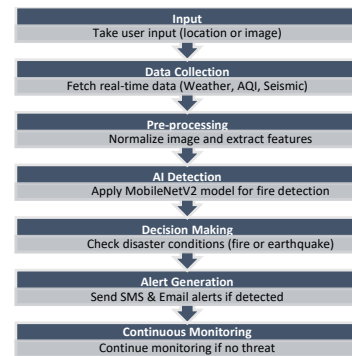 Input
Take user input (location or image)
Data Collection
Fetch real-time data (Weather, AQI, Seismic)
Pre-processing
Normalize image and extract features
AI Detection
Apply MobileNetV2 model for fire detection
Decision Making
Check disaster conditions (fire or earthquake)
Alert Generation
Send SMS & Email alerts if detected
Continuous Monitoring
Continue monitoring if no threat